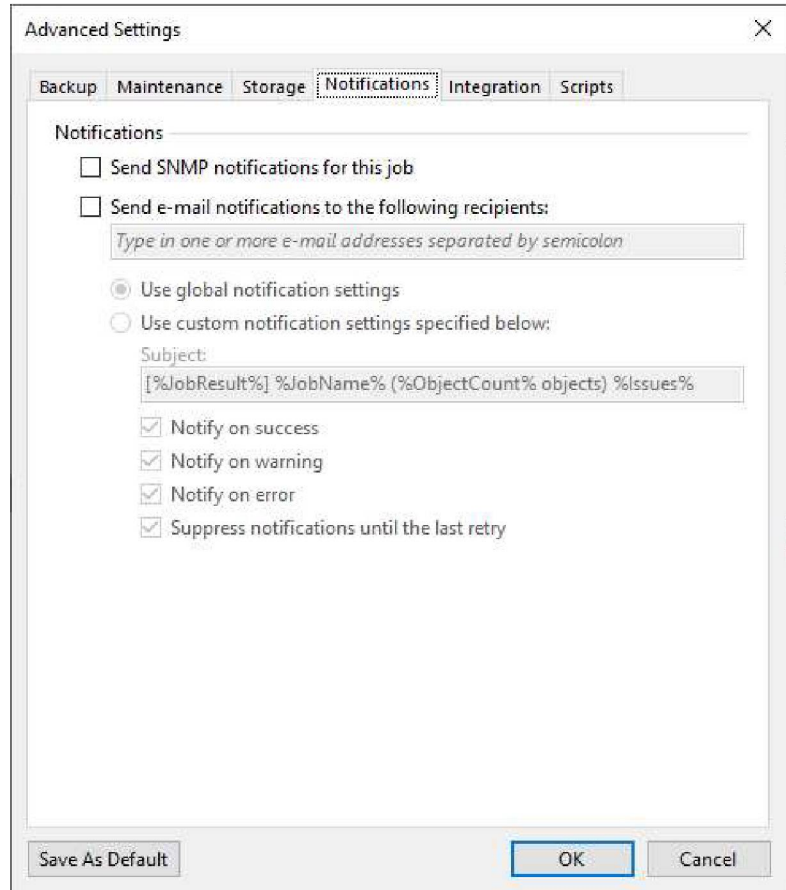 Advanced Settings
Backup Maintenance Storage Notifications Integration Scripts
Notifications
Send SNMP notifications for this job
Send e-mail notifications to the following recipients:
Type in one or more e-mail addresses separated by semicolon
Use global notification settings
Use custom notification settings specified below:
Subject:
[%JobResult%] %JobName% (%ObjectCount% objects) %Issues%
Notify on success
Notify on warning
Notify on error
Suppress notifications until the last retry
Save As Default OK Cancel